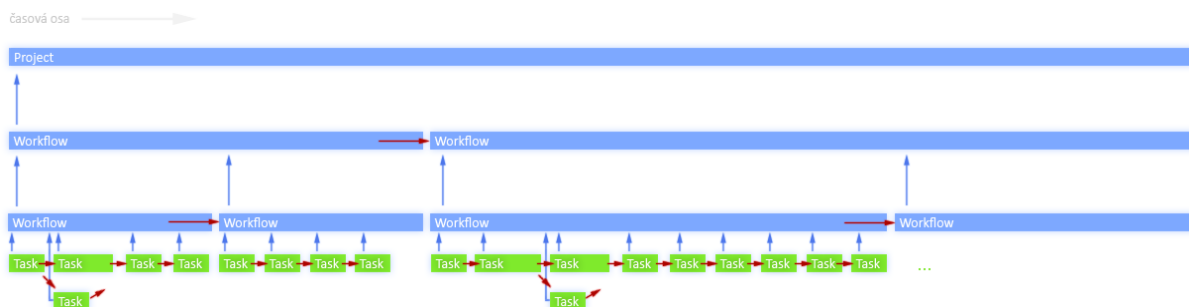 časová osa
Project
Workflow Workflow
Workflow Workflow Workflow Workflow
Task Task Task Task Task Task Task Task Task Task Task Task Task Task Task Task Task ...
Task Task